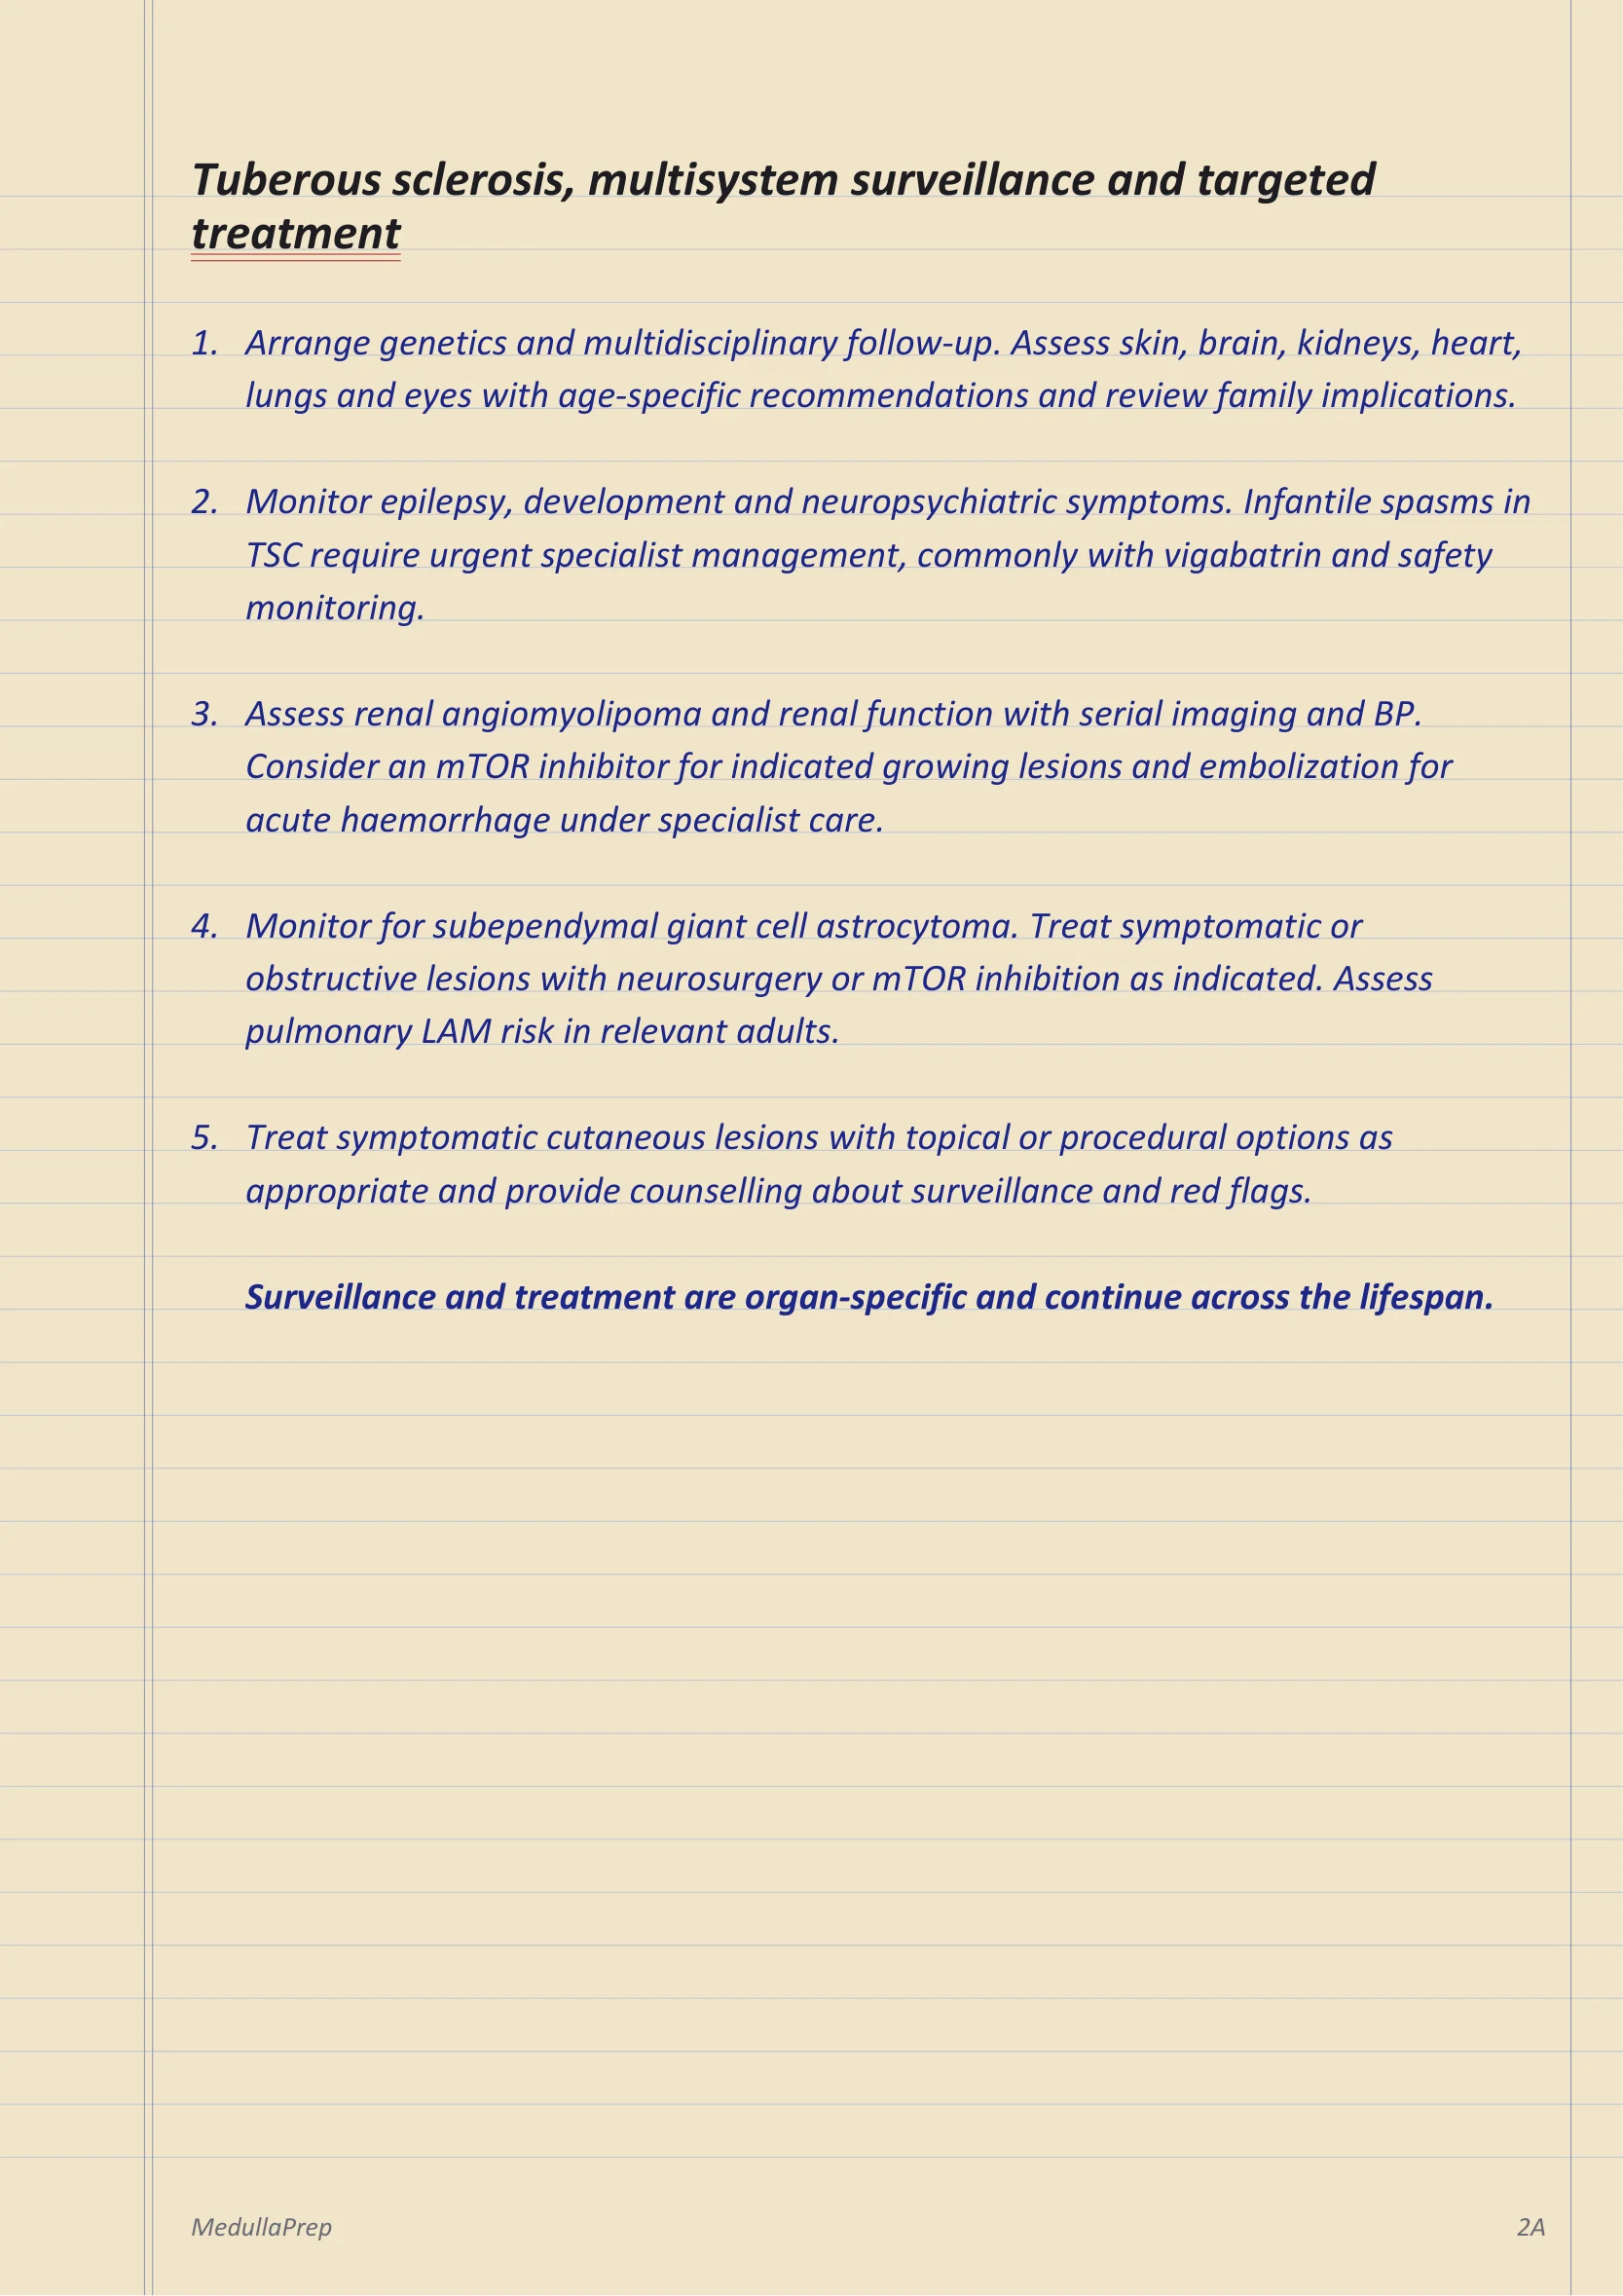 Tuberous sclerosis, multisystem surveillance and targeted
treatment
1. Arrange genetics and multidisciplinary follow-up. Assess skin, brain, kidneys, heart,
lungs and eyes with age-specific recommendations and review family implications.
2. Monitor epilepsy, development and neuropsychiatric symptoms. Infantile spasms in
TSC require urgent specialist management, commonly with vigabatrin and safety
monitoring.
3. Assess renal angiomyolipoma and renal function with serial imaging and BP.
Consider an mTOR inhibitor for indicated growing lesions and embolization for
acute haemorrhage under specialist care.
4. Monitor for subependymal giant cell astrocytoma. Treat symptomatic or
obstructive lesions with neurosurgery or mTOR inhibition as indicated. Assess
pulmonary LAM risk in relevant adults.
5. Treat symptomatic cutaneous lesions with topical or procedural options as
appropriate and provide counselling about surveillance and red flags.
Surveillance and treatment are organ-specific and continue across the lifespan.
MedullaPrep
2A